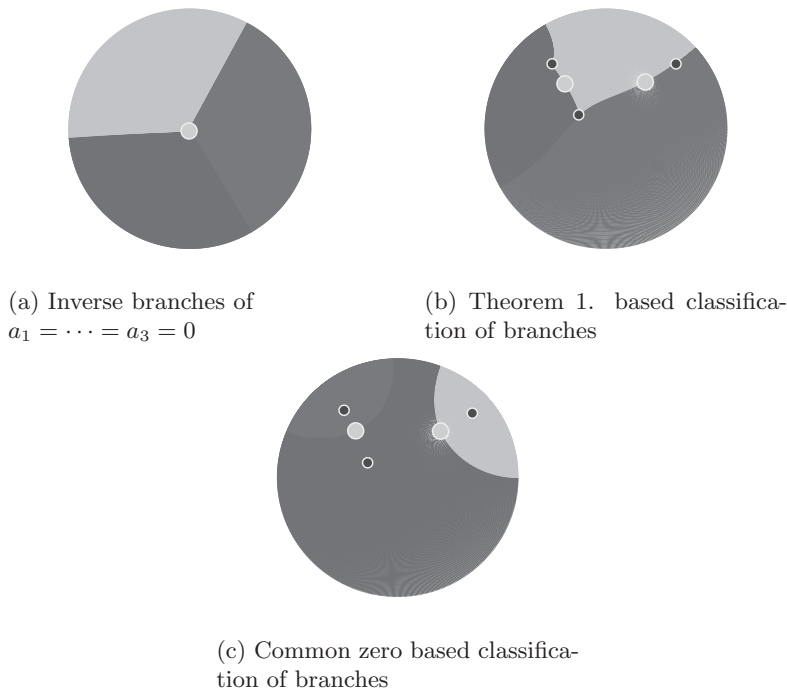 (a) Inverse branches of
a₁ = ⋯ = a₃ = 0
(b) Theorem 1. based classifica-
tion of branches
(c) Common zero based classifica-
tion of branches